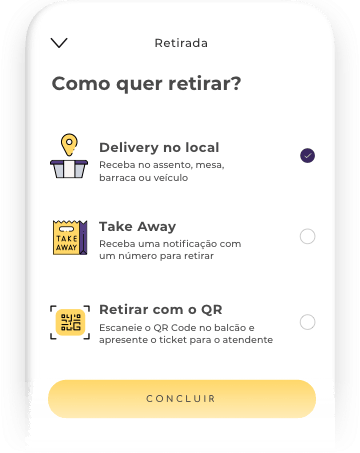 Retirada
Como quer retirar?
Delivery no local
Receba no assento, mesa,
barraca ou veículo
TAKE
AWAY
Take Away
Receba uma notificação com
um número para retirar
Retirar com o QR
Escaneie o QR Code no balcão e
apresente o ticket para o atendente
CONCLUIR